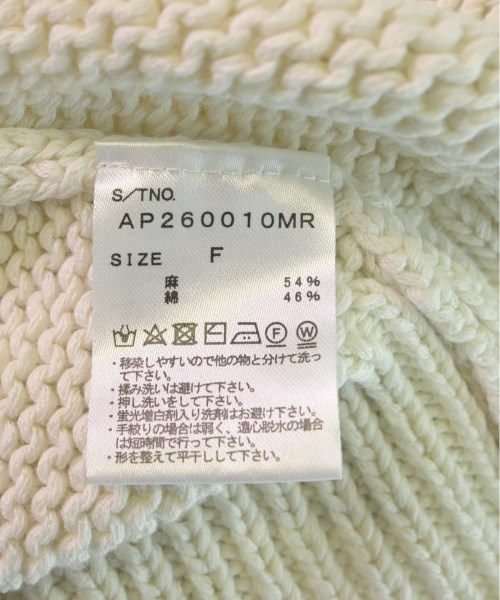 S/TNO.
AP260010MR
SIZE F
麻 54%
綿 46%
F W
・移染しやすいので他の物と分けて洗っ
て下さい。
・揉み洗いは避けて下さい。
・押し洗いをして下さい。
・蛍光増白剤入り洗剤はお避け下さい。
・手絞りの場合は弱く、遠心脱水の場合
は短時間で行って下さい。
・形を整えて平干しして下さい。